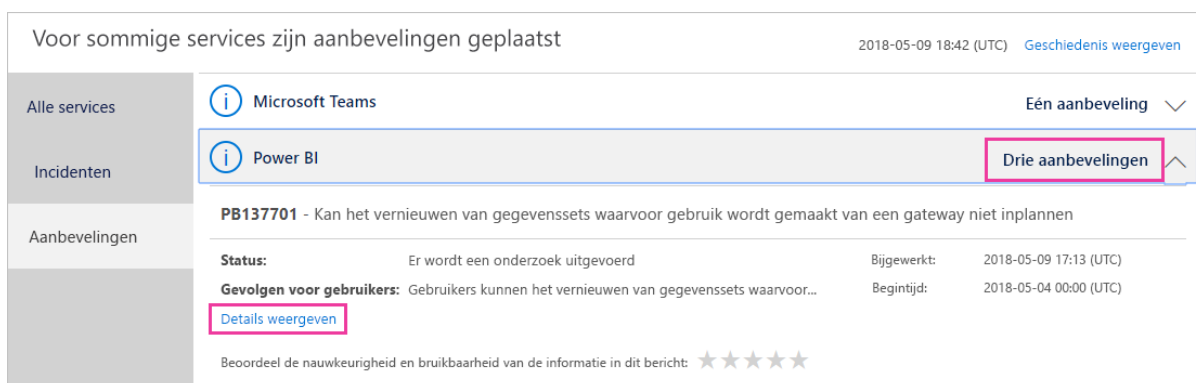 Voor sommige services zijn aanbevelingen geplaatst
2018-05-09 18:42 (UTC) Geschiedenis weergeven
Alle services
Incidenten
Aanbevelingen
Microsoft Teams
Eén aanbeveling
Power BI
Drie aanbevelingen
PB137701 - Kan het vernieuwen van gegevenssets waarvoor gebruik wordt gemaakt van een gateway niet inplannen
Status: Er wordt een onderzoek uitgevoerd
Bijgewerkt: 2018-05-09 17:13 (UTC)
Gevolgen voor gebruikers: Gebruikers kunnen het vernieuwen van gegevenssets waarvoor...
Begintijd: 2018-05-04 00:00 (UTC)
Details weergeven
Beoordeel de nauwkeurigheid en bruikbaarheid van de informatie in dit bericht: